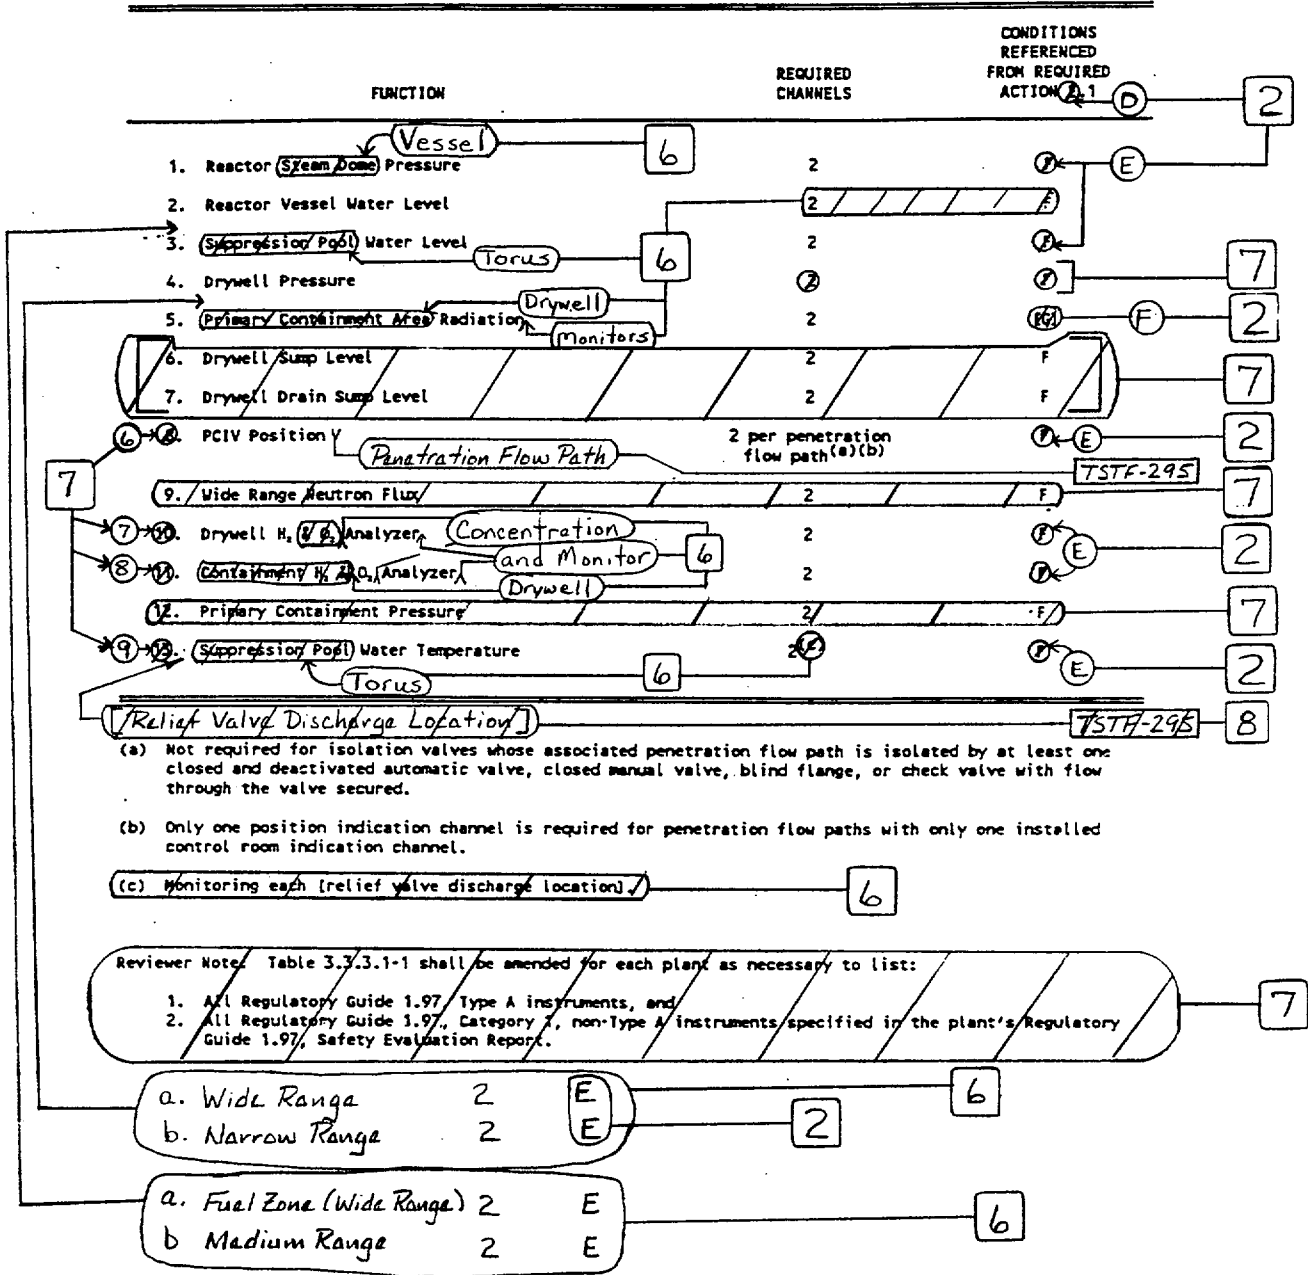 CONDITIONS
REFERENCED
REQUIRED FROM REQUIRED
FUNCTION CHANNELS ACTION .1 D 2
Vessel 6
1. Reactor Steam Dome Pressure 2 F E
2. Reactor Vessel Water Level 2 F
3. Suppression Pool Water Level 2 F
Torus 6
4. Drywell Pressure 2 F 7
Drywell
5. Primary Containment Area Radiation 2 F 2
Monitors
6. Drywell Sump Level 2 F
7. Drywell Drain Sump Level 2 F 7
6 8. PCIV Position 2 per penetration F E 2
flow path(a)(b)
Penetration Flow Path TSTF-295
7
9. Wide Range Neutron Flux 2 F 7
7 10. Drywell H₂ & O₂ Analyzer Concentration 2 F
and Monitor 6 E 2
8 11. Containment H₂ & O₂ Analyzer 2 F
Drywell
12. Primary Containment Pressure 2 F 7
9 13. Suppression Pool Water Temperature 2(c) F E 2
Torus 6
[Relief Valve Discharge Location] TSTF-295 8
(a) Not required for isolation valves whose associated penetration flow path is isolated by at least one
closed and deactivated automatic valve, closed manual valve, blind flange, or check valve with flow
through the valve secured.
(b) Only one position indication channel is required for penetration flow paths with only one installed
control room indication channel.
(c) Monitoring each [relief valve discharge location]. 6
Reviewer Note: Table 3.3.3.1-1 shall be amended for each plant as necessary to list:
1. All Regulatory Guide 1.97, Type A instruments, and
2. All Regulatory Guide 1.97, Category 1, non-Type A instruments specified in the plant's Regulatory
Guide 1.97, Safety Evaluation Report.
7
a. Wide Range 2 E 6
b. Narrow Range 2 E 2
a. Fuel Zone (Wide Range) 2 E
b Medium Range 2 E 6